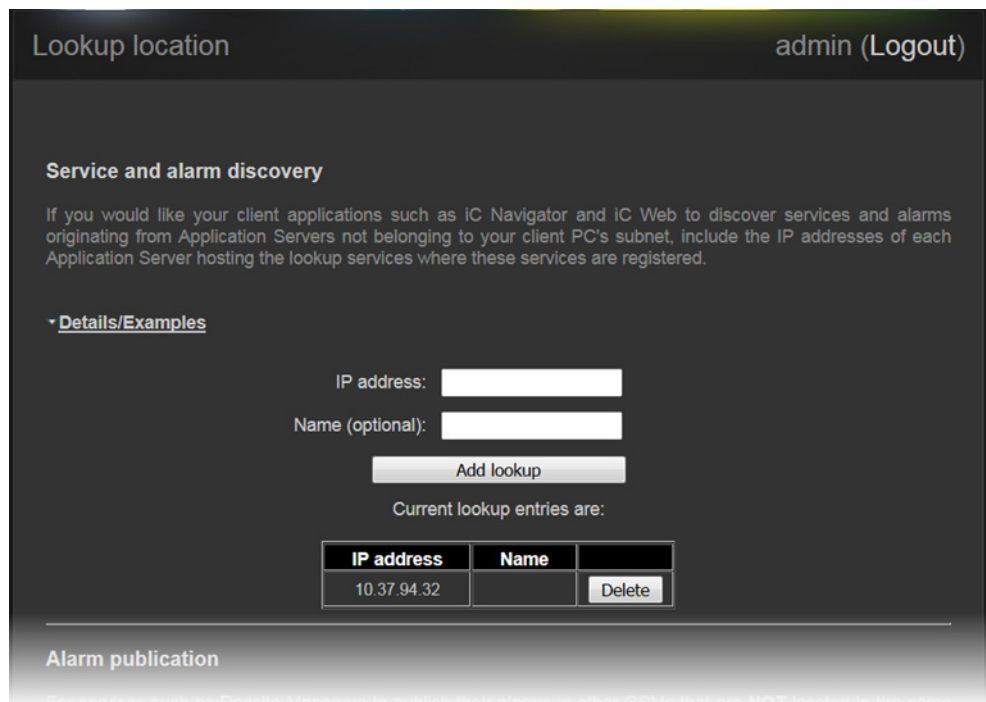 Lookup location
admin (Logout)
Service and alarm discovery
If you would like your client applications such as iC Navigator and iC Web to discover services and alarms
originating from Application Servers not belonging to your client PC's subnet, include the IP addresses of each
Application Server hosting the lookup services where these services are registered.
Details/Examples
IP address:
Name (optional):
Add lookup
Current lookup entries are:
IP address Name
10.37.94.32 Delete
Alarm publication